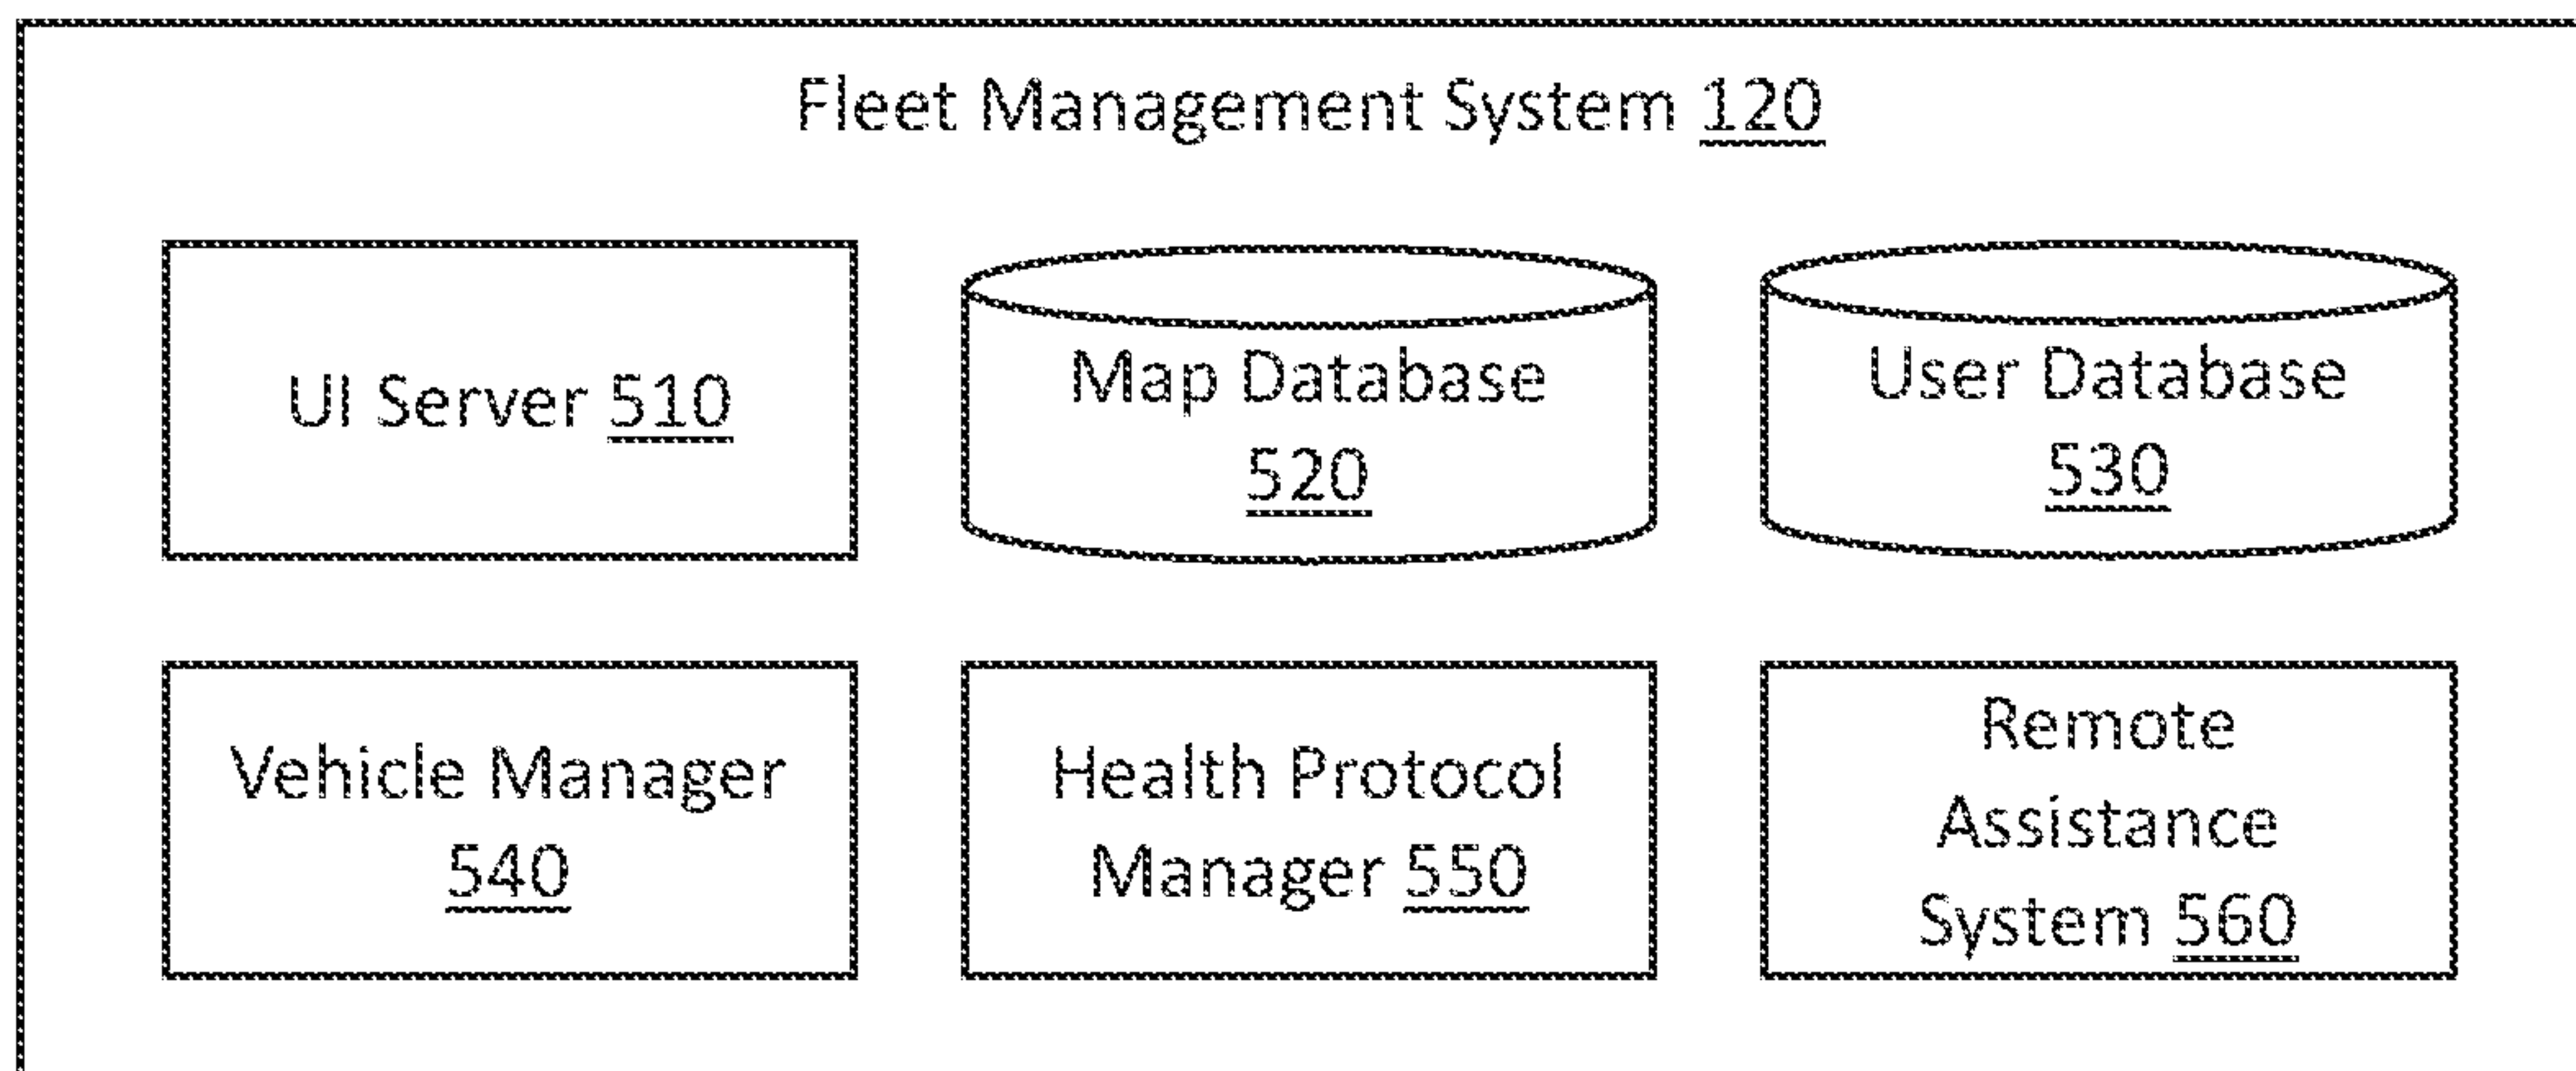 Fleet Management System 120
UI Server 510
Map Database
520
User Database
530
Vehicle Manager
540
Health Protocol
Manager 550
Remote
Assistance
System 560